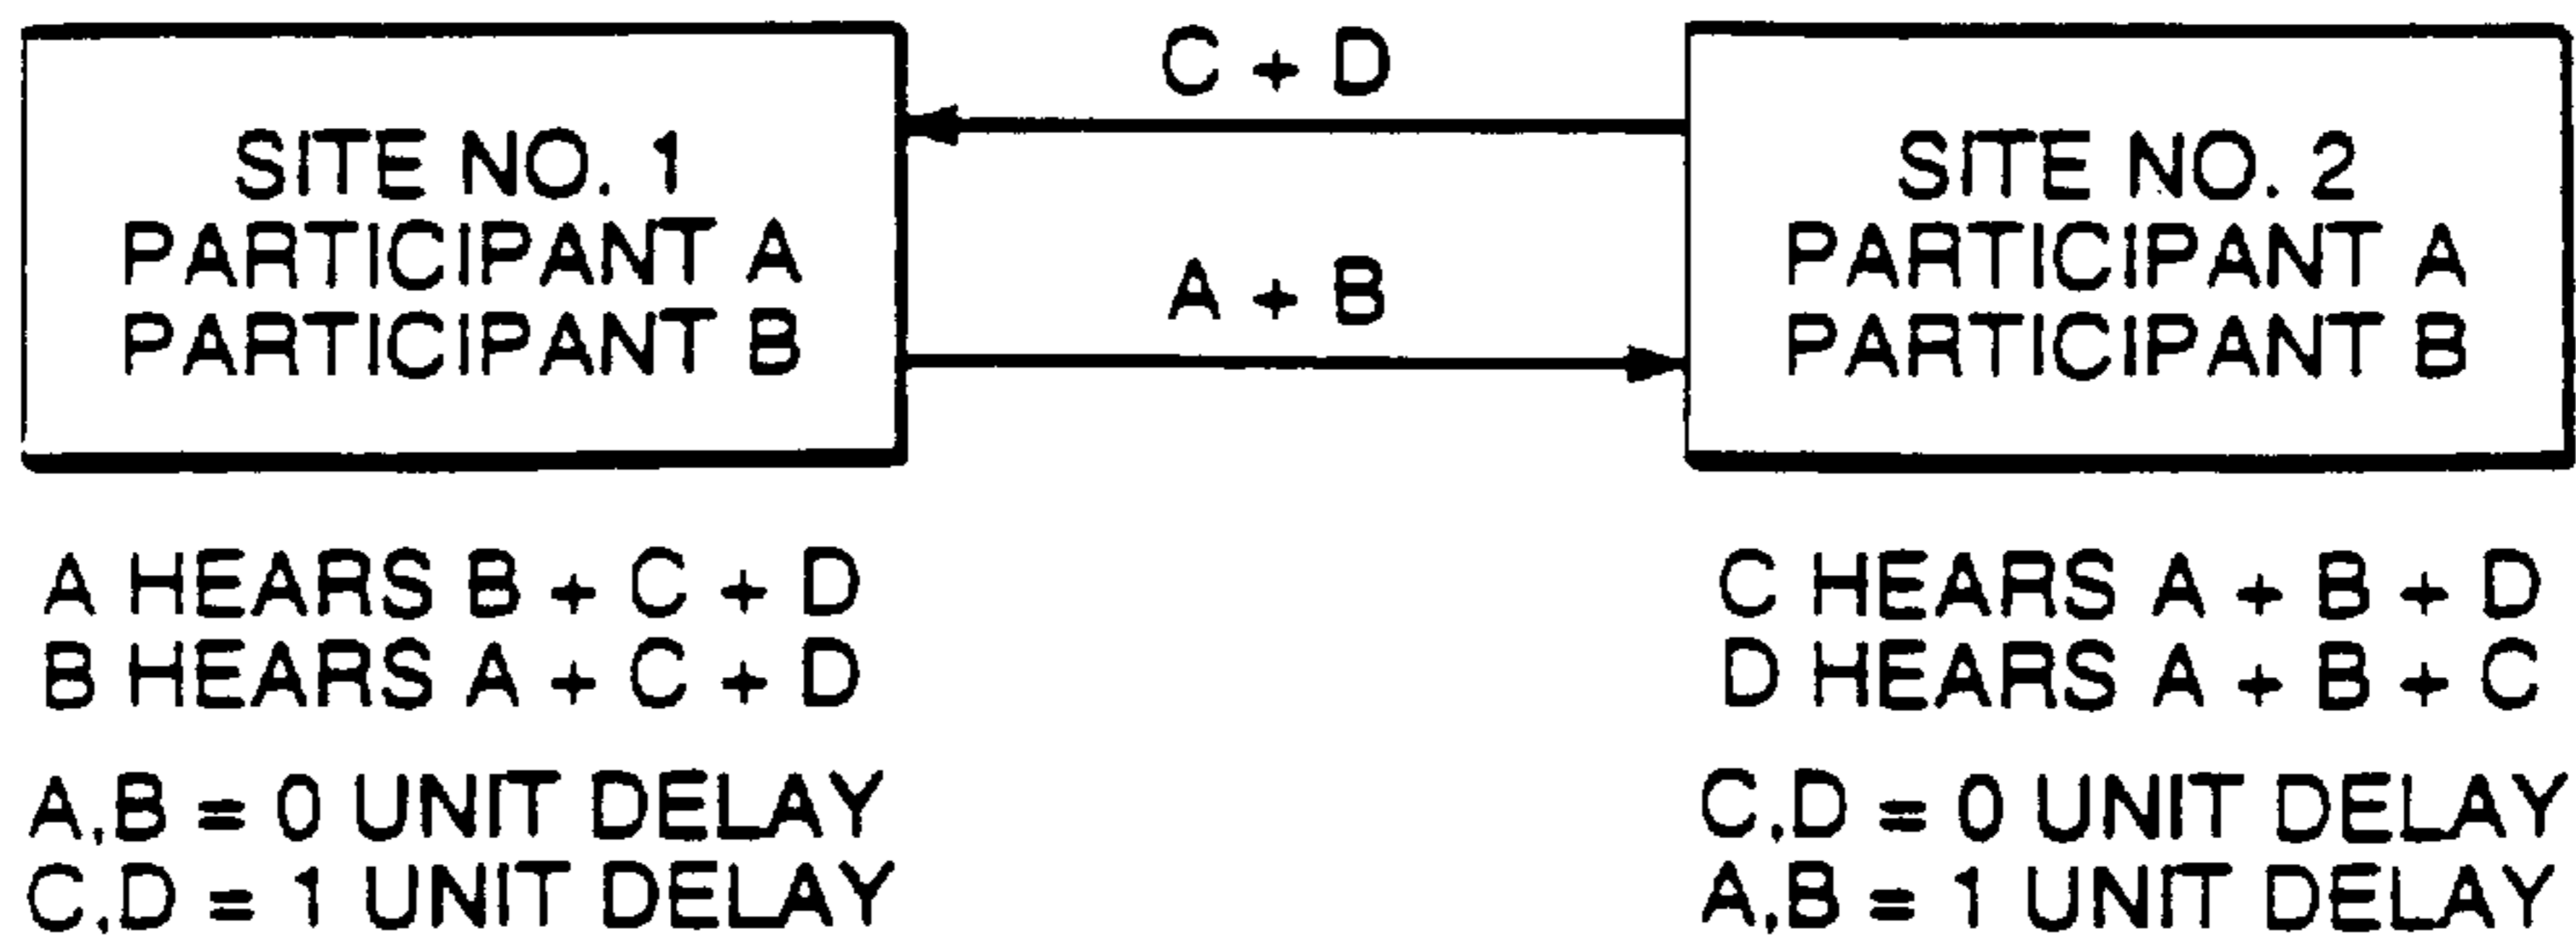 C + D
SITE NO. 1
PARTICIPANT A
PARTICIPANT B
A + B
SITE NO. 2
PARTICIPANT A
PARTICIPANT B
A HEARS B + C + D
B HEARS A + C + D
A,B = 0 UNIT DELAY
C,D = 1 UNIT DELAY
C HEARS A + B + D
D HEARS A + B + C
C,D = 0 UNIT DELAY
A,B = 1 UNIT DELAY